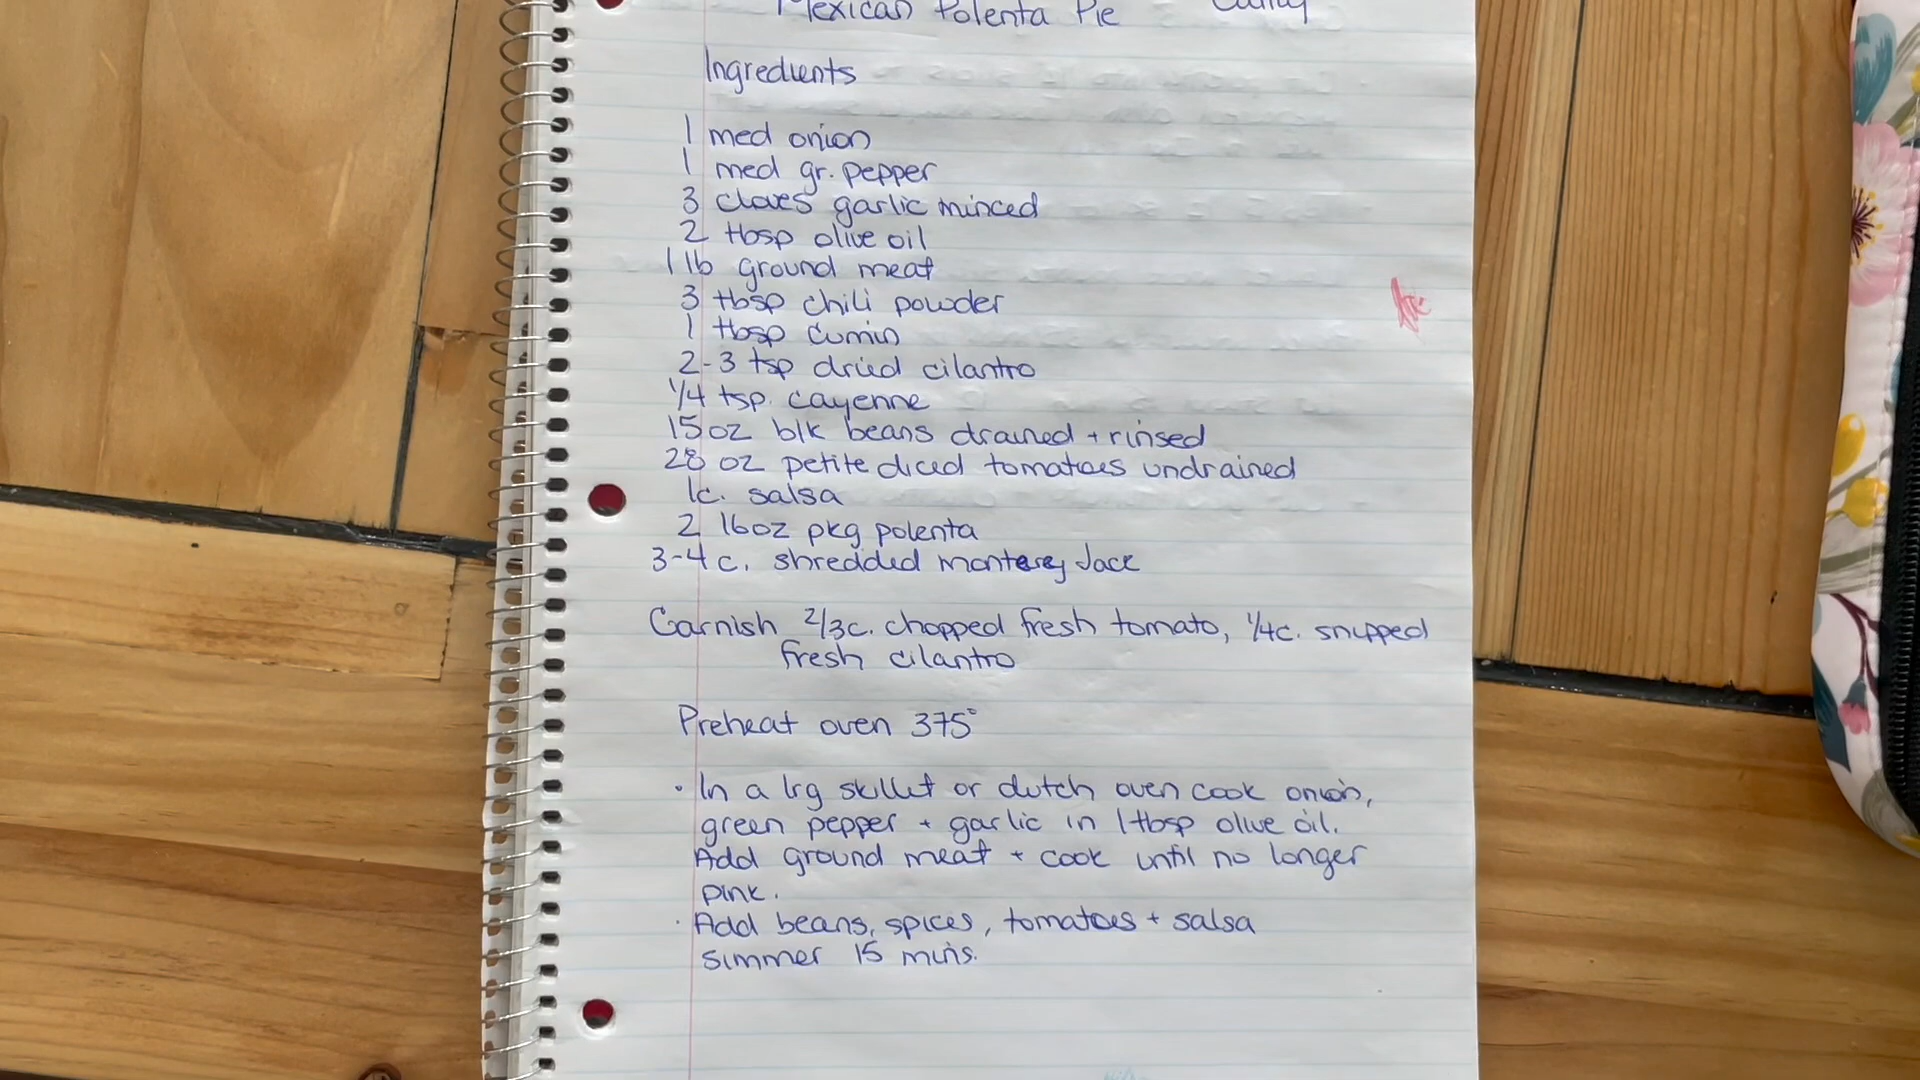 Mexican Polenta Pie Cathy
Ingredients
1 med onion
1 med gr. pepper
3 cloves garlic minced
2 tbsp olive oil
1 lb ground meat
3 tbsp chili powder
1 tbsp cumin
2-3 tsp dried cilantro
1/4 tsp. cayenne
15 oz blk beans drained + rinsed
28 oz petite diced tomatoes undrained
1c. salsa
2 16oz pkg polenta
3-4 c. shredded monterey Jack
Garnish 2/3c. chopped fresh tomato, 1/4c. snipped
fresh cilantro
Preheat oven 375°
• In a lrg skillet or dutch oven cook onion,
green pepper + garlic in 1 tbsp olive oil.
Add ground meat + cook until no longer
pink.
• Add beans, spices, tomatoes + salsa
simmer 15 mins.